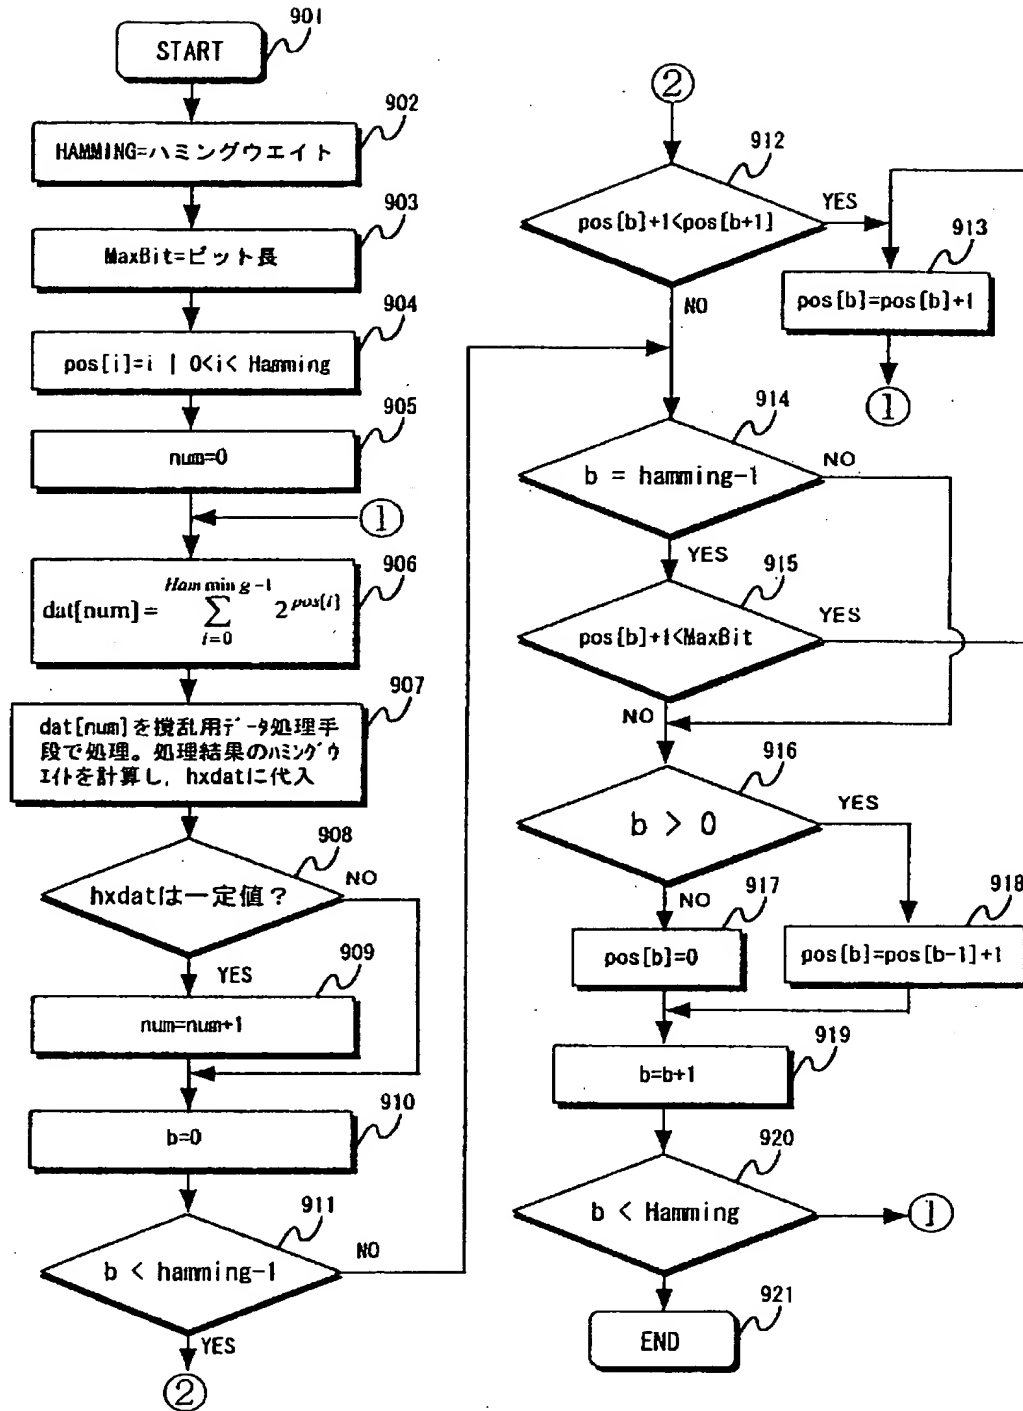 901
START
902
HAMMING=ハミングウエイト
903
MaxBit=ビット長
904
pos[i]=i | 0<i< Hamming
905
num=0
①
906
dat[num] = Hamming-1 ∑ i=0 2 pos[i]
907
dat[num]を撹乱用データ処理手
段で処理。処理結果のハミングウ
エイトを計算し, hxdatに代入
908
hxdatは一定値？
NO
YES
909
num=num+1
910
b=0
911
b < hamming-1
NO
YES
②
②
912
pos[b]+1<pos[b+1]
YES
913
pos[b]=pos[b]+1
①
NO
914
b = hamming-1
NO
YES
915
pos[b]+1<MaxBit
YES
NO
916
b > 0
YES
NO
917
pos[b]=0
918
pos[b]=pos[b-1]+1
919
b=b+1
920
b < Hamming
①
921
END